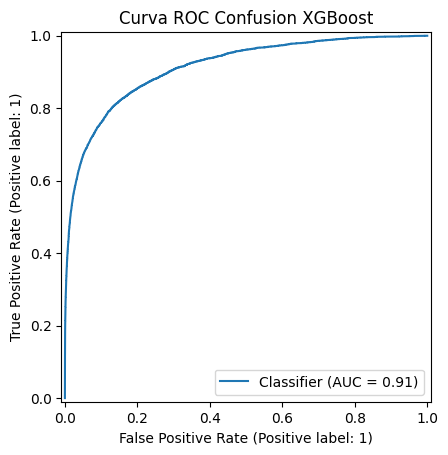 Curva ROC Confusion XGBoost
True Positive Rate (Positive label: 1)
1.0
0.8
0.6
0.4
0.2
0.0
Classifier (AUC = 0.91)
0.0 0.2 0.4 0.6 0.8 1.0
False Positive Rate (Positive label: 1)